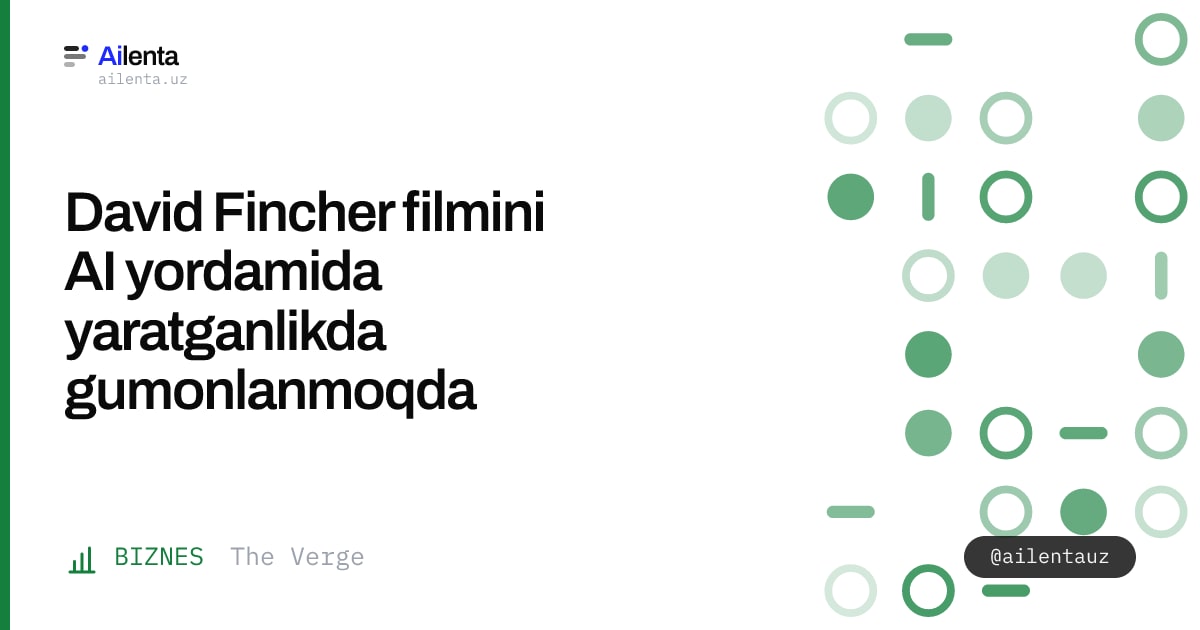 Ailenta
ailenta.uz
David Fincher filmini
AI yordamida
yaratganlikda
gumonlanmoqda
BIZNES The Verge
@ailentauz